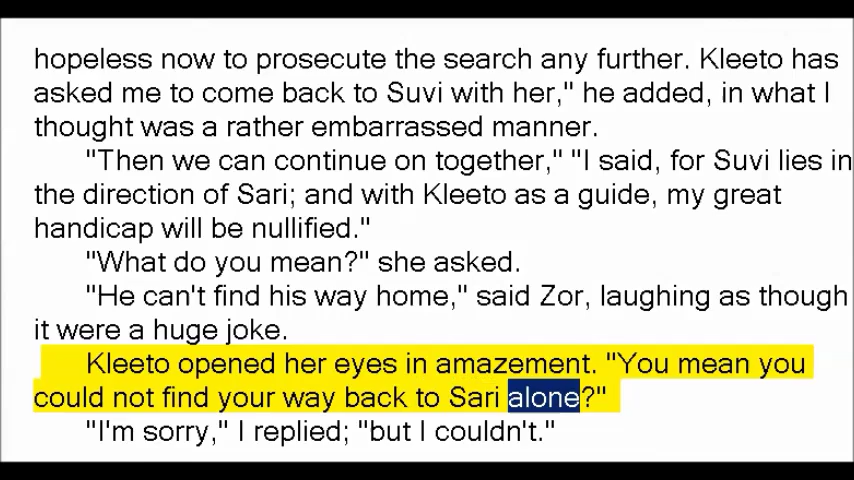 hopeless now to prosecute the search any further. Kleeto has
asked me to come back to Suvi with her," he added, in what I
thought was a rather embarrassed manner.
"Then we can continue on together," "I said, for Suvi lies in
the direction of Sari; and with Kleeto as a guide, my great
handicap will be nullified."
"What do you mean?" she asked.
"He can't find his way home," said Zor, laughing as though
it were a huge joke.
Kleeto opened her eyes in amazement. "You mean you
could not find your way back to Sari alone?"
"I'm sorry," I replied; "but I couldn't."